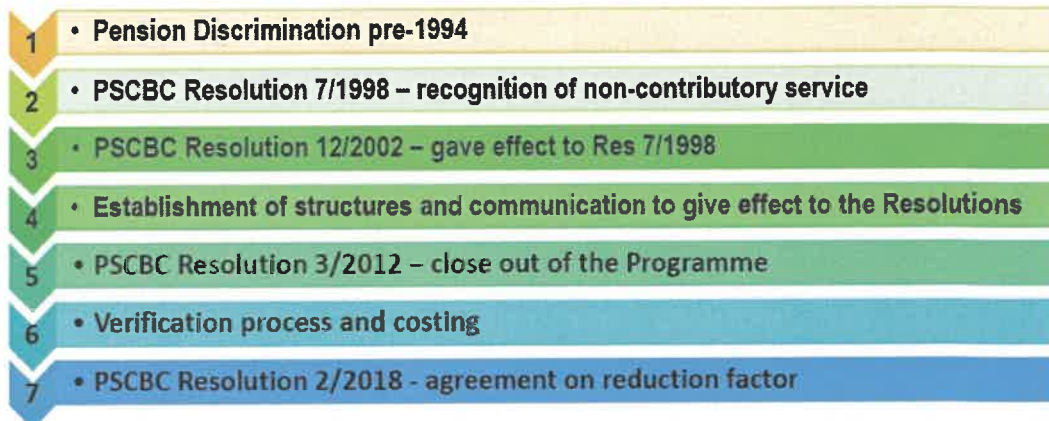 1 • Pension Discrimination pre-1994
2 • PSCBC Resolution 7/1998 – recognition of non-contributory service
3 • PSCBC Resolution 12/2002 – gave effect to Res 7/1998
4 • Establishment of structures and communication to give effect to the Resolutions
5 • PSCBC Resolution 3/2012 – close out of the Programme
6 • Verification process and costing
7 • PSCBC Resolution 2/2018 - agreement on reduction factor